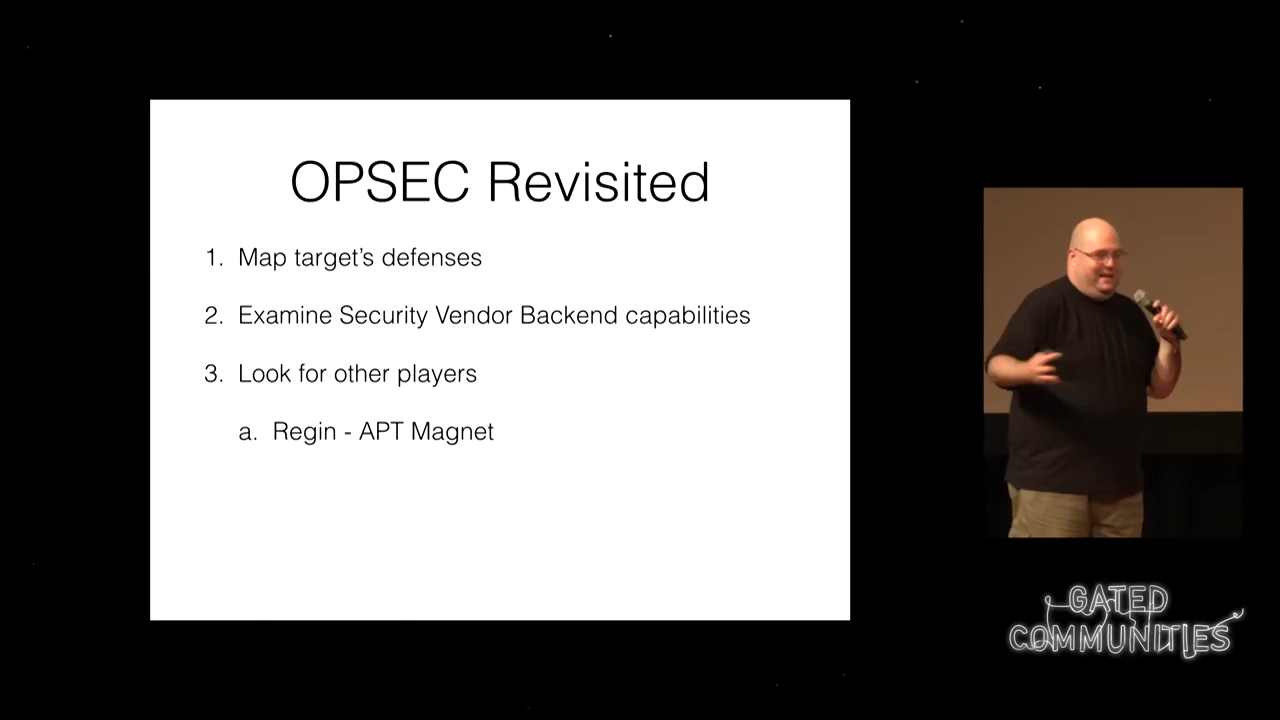 OPSEC Revisited
1. Map target's defenses
2. Examine Security Vendor Backend capabilities
3. Look for other players
a. Regin - APT Magnet
GATED
COMMUNITIES